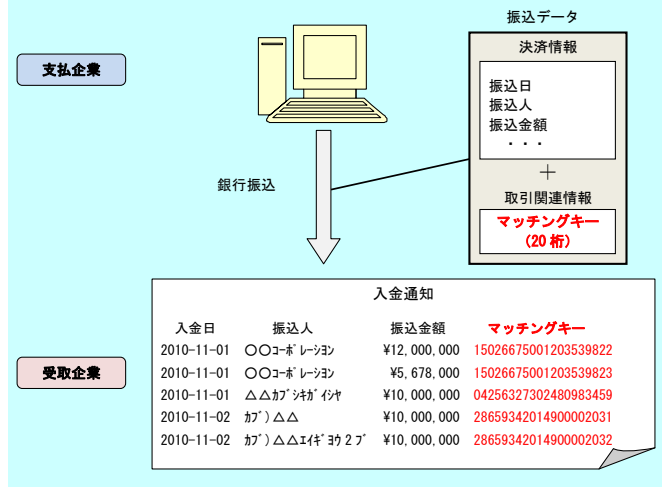 振込データ
決済情報
支払企業
振込日
振込人
振込金額
・・・
＋
銀行振込
取引関連情報
マッチングキー
(20 桁)
入金通知
入金日 振込人 振込金額 マッチングキー
2010-11-01 〇〇ｺｰﾎﾟﾚｰｼﾖﾝ ¥12,000,000 15026675001203539822
2010-11-01 〇〇ｺｰﾎﾟﾚｰｼﾖﾝ ¥5,678,000 15026675001203539823
受取企業
2010-11-01 △△ｶﾌﾞｼｷｶﾞｲｼﾔ ¥10,000,000 04256327302480983459
2010-11-02 ｶﾌﾞ)△△ ¥10,000,000 28659342014900002031
2010-11-02 ｶﾌﾞ)△△ｴｲｷﾞﾖｳ2ﾌﾞ ¥10,000,000 28659342014900002032